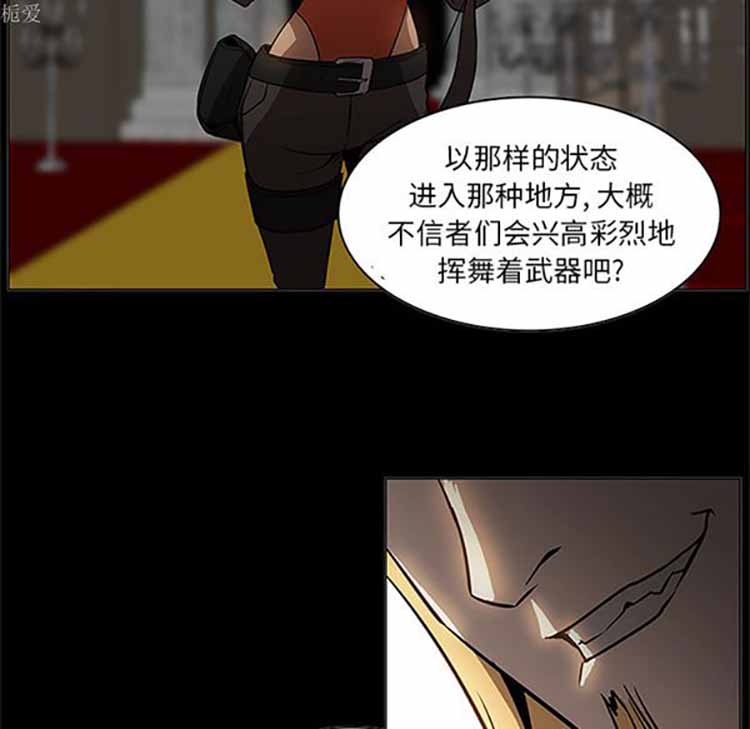 栀爱
以那样的状态
进入那种地方, 大概
不信者们会兴高彩烈地
挥舞着武器吧?